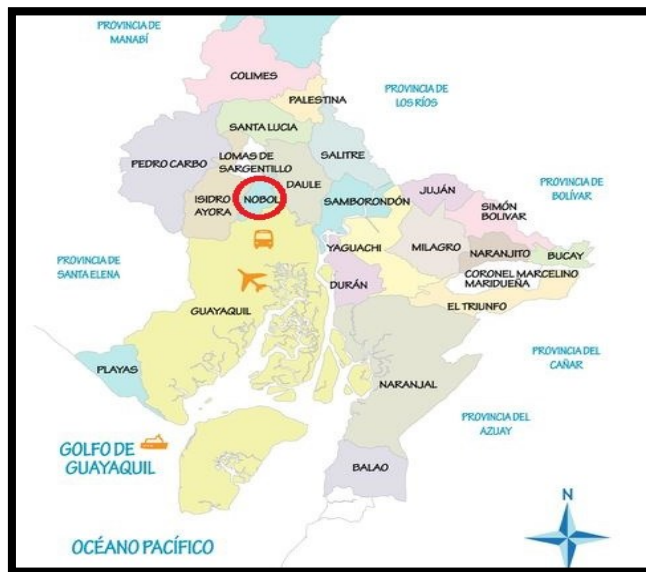 PROVINCIA DE
MANABÍ
COLIMES
PROVINCIA DE
LOS RÍOS
PALESTINA
SANTA LUCIA
PEDRO CARBO
LOMAS DE
SARGENTILLO
SALITRE
DAULE
ISIDRO
AYORA
NOBOL
SAMBORONDÓN
JUJÁN
PROVINCIA DE
BOLÍVAR
SIMÓN
BOLIVAR
PROVINCIA DE
SANTA ELENA
YAGUACHI
MILAGRO
NARANJITO
BUCAY
CORONEL MARCELINO
MARIDUEÑA
DURÁN
GUAYAQUIL
EL TRIUNFO
PLAYAS
PROVINCIA DEL
CAÑAR
NARANJAL
PROVINCIA DEL
AZUAY
GOLFO DE
GUAYAQUIL
BALAO
N
OCÉANO PACÍFICO